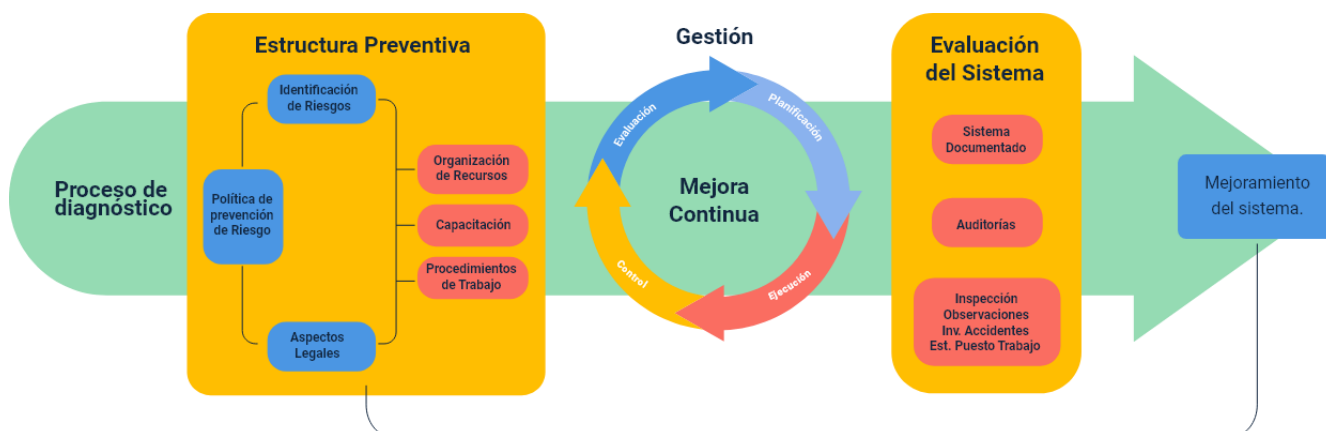 Proceso de
diagnóstico
Estructura Preventiva
Identificación
de Riesgos
Política de
prevención
de Riesgo
Aspectos
Legales
Organización
de Recursos
Capacitación
Procedimientos
de Trabajo
Gestión
Evaluación
Planificación
Mejora
Continua
Control
Ejecución
Evaluación
del Sistema
Sistema
Documentado
Auditorías
Inspección
Observaciones
Inv. Accidentes
Est. Puesto Trabajo
Mejoramiento
del sistema.